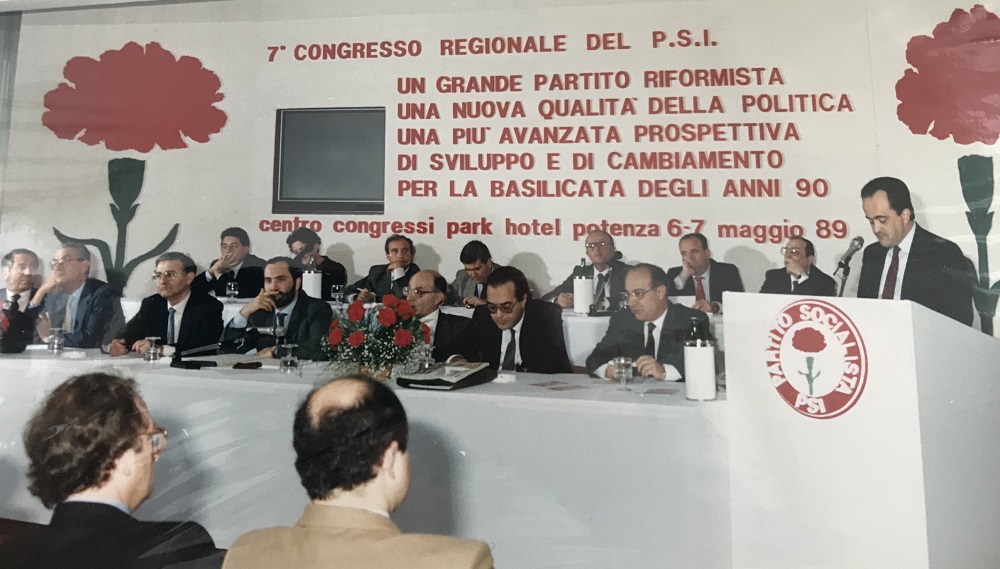 7° CONGRESSO REGIONALE DEL P.S.I.
UN GRANDE PARTITO RIFORMISTA
UNA NUOVA QUALITA' DELLA POLITICA
UNA PIU' AVANZATA PROSPETTIVA
DI SVILUPPO E DI CAMBIAMENTO
PER LA BASILICATA DEGLI ANNI 90
centro congressi park hotel potenza 6-7 maggio 89
PARTITO SOCIALISTA
PSI